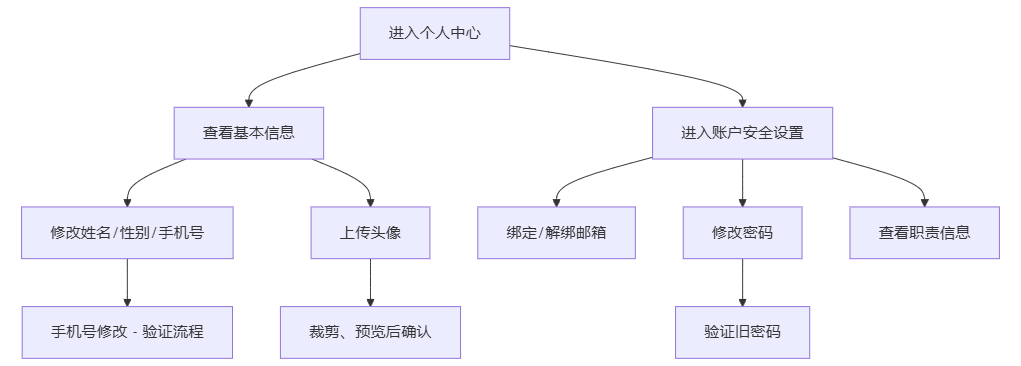 进入个人中心
查看基本信息
进入账户安全设置
修改姓名/性别/手机号
上传头像
绑定/解绑邮箱
修改密码
查看职责信息
手机号修改 - 验证流程
裁剪、预览后确认
验证旧密码